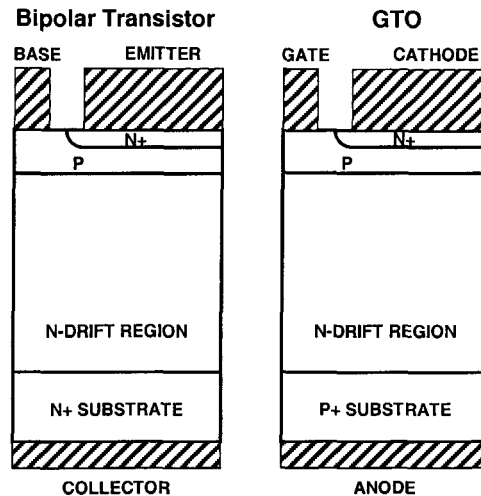 Bipolar Transistor
BASE EMITTER
N+
P
N-DRIFT REGION
N+ SUBSTRATE
COLLECTOR
GTO
GATE CATHODE
N+
P
N-DRIFT REGION
P+ SUBSTRATE
ANODE